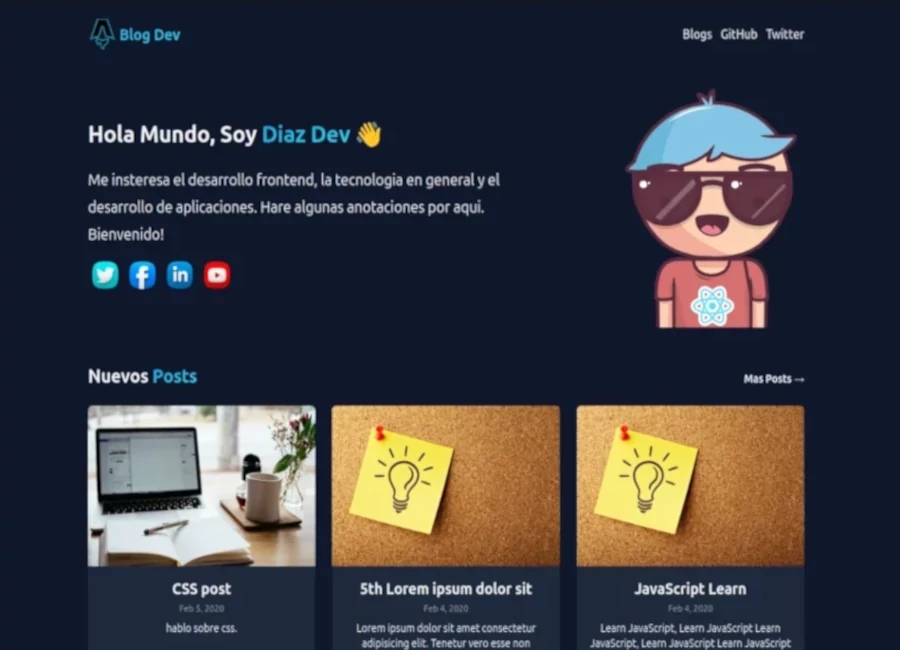 Blog Dev
Blogs GitHub Twitter
Hola Mundo, Soy Diaz Dev 👋
Me insteresa el desarrollo frontend, la tecnologia en general y el
desarrollo de aplicaciones. Hare algunas anotaciones por aqui.
Bienvenido!
in
Nuevos Posts
Mas Posts →
CSS post
Feb 5, 2020
hablo sobre css.
5th Lorem ipsum dolor sit
Feb 4, 2020
Lorem ipsum dolor sit amet consectetur
adipisicing elit. Tenetur vero esse non
JavaScript Learn
Feb 4, 2020
Learn JavaScript, Learn JavaScript Learn
JavaScript, Learn JavaScript Learn JavaScript